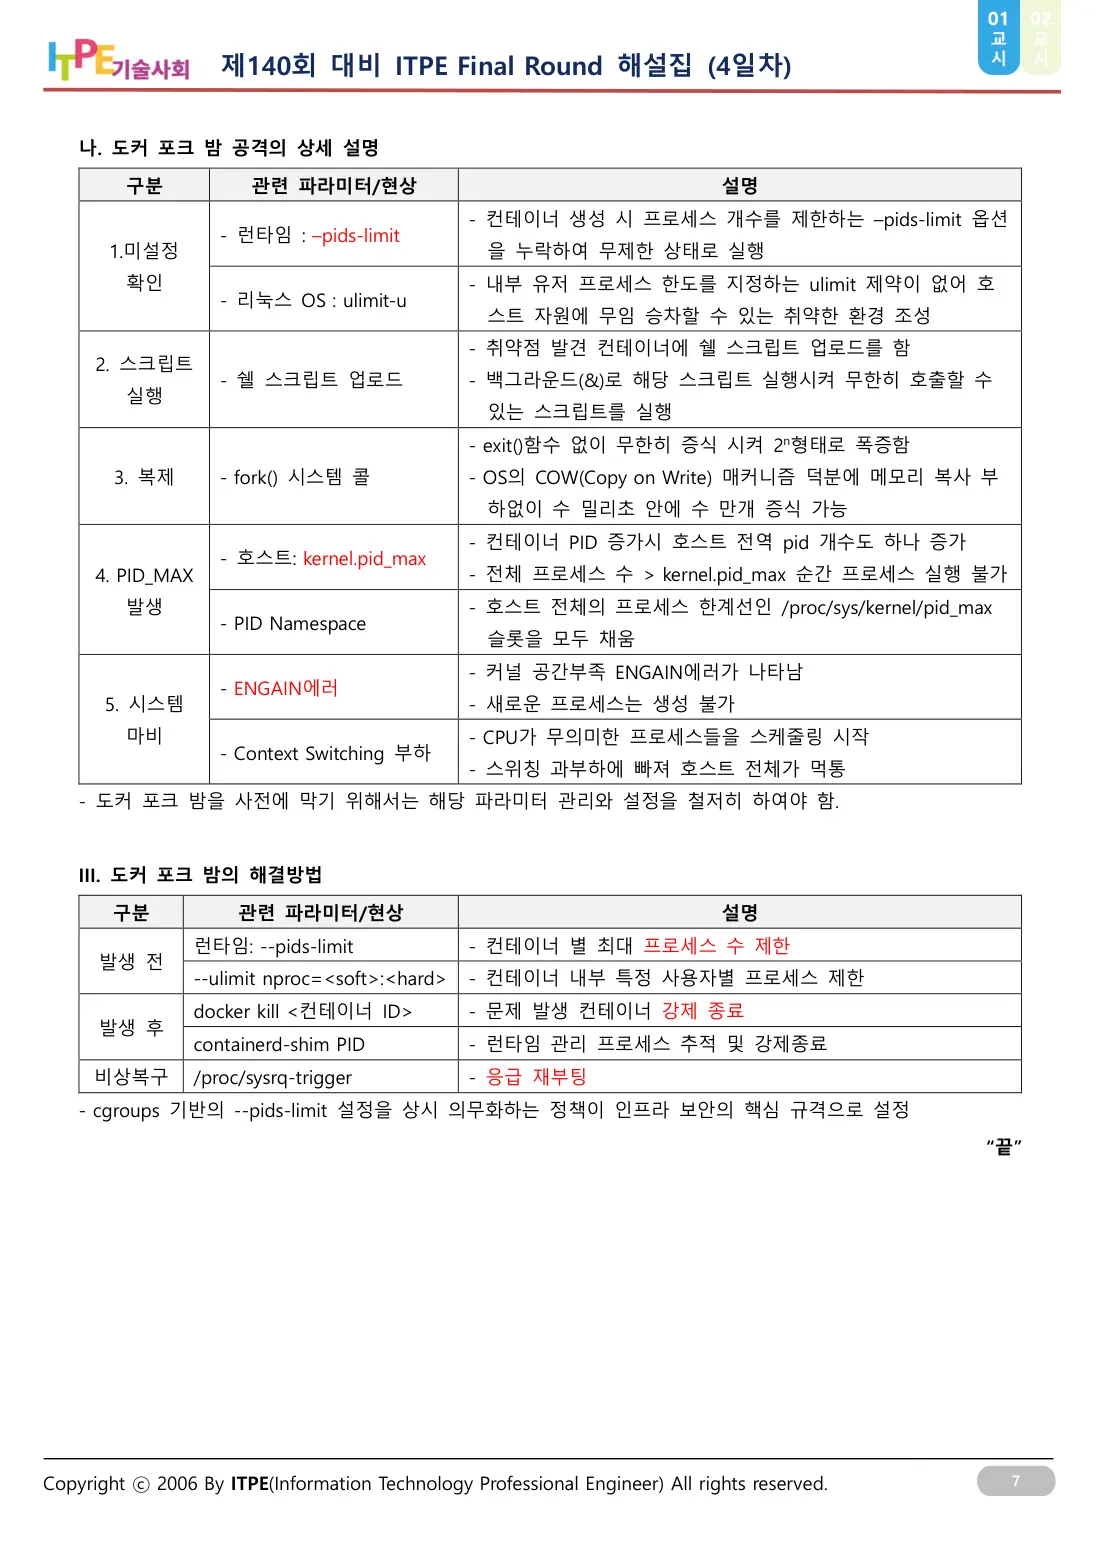 01
교
시
02
교
시
ITPE기술사회 제140회 대비 ITPE Final Round 해설집 (4일차)
나. 도커 포크 밤 공격의 상세 설명
구분 관련 파라미터/현상 설명
1.미설정
확인
- 런타임 : –pids-limit
- 컨테이너 생성 시 프로세스 개수를 제한하는 –pids-limit 옵션
을 누락하여 무제한 상태로 실행
- 리눅스 OS : ulimit-u
- 내부 유저 프로세스 한도를 지정하는 ulimit 제약이 없어 호
스트 자원에 무임 승차할 수 있는 취약한 환경 조성
2. 스크립트
실행
- 쉘 스크립트 업로드
- 취약점 발견 컨테이너에 쉘 스크립트 업로드를 함
- 백그라운드(&)로 해당 스크립트 실행시켜 무한히 호출할 수
있는 스크립트를 실행
3. 복제
- fork() 시스템 콜
- exit()함수 없이 무한히 증식 시켜 2ⁿ형태로 폭증함
- OS의 COW(Copy on Write) 매커니즘 덕분에 메모리 복사 부
하없이 수 밀리초 안에 수 만개 증식 가능
4. PID_MAX
발생
- 호스트: kernel.pid_max
- 컨테이너 PID 증가시 호스트 전역 pid 개수도 하나 증가
- 전체 프로세스 수 > kernel.pid_max 순간 프로세스 실행 불가
- PID Namespace
- 호스트 전체의 프로세스 한계선인 /proc/sys/kernel/pid_max
슬롯을 모두 채움
5. 시스템
마비
- ENGAIN에러
- 커널 공간부족 ENGAIN에러가 나타남
- 새로운 프로세스는 생성 불가
- Context Switching 부하
- CPU가 무의미한 프로세스들을 스케줄링 시작
- 스위칭 과부하에 빠져 호스트 전체가 먹통
- 도커 포크 밤을 사전에 막기 위해서는 해당 파라미터 관리와 설정을 철저히 하여야 함.
III. 도커 포크 밤의 해결방법
구분 관련 파라미터/현상 설명
발생 전
런타임: --pids-limit - 컨테이너 별 최대 프로세스 수 제한
--ulimit nproc=<soft>:<hard> - 컨테이너 내부 특정 사용자별 프로세스 제한
발생 후
docker kill <컨테이너 ID> - 문제 발생 컨테이너 강제 종료
containerd-shim PID - 런타임 관리 프로세스 추적 및 강제종료
비상복구 /proc/sysrq-trigger - 응급 재부팅
- cgroups 기반의 --pids-limit 설정을 상시 의무화하는 정책이 인프라 보안의 핵심 규격으로 설정
“끝”
Copyright ⓒ 2006 By ITPE(Information Technology Professional Engineer) All rights reserved. 7